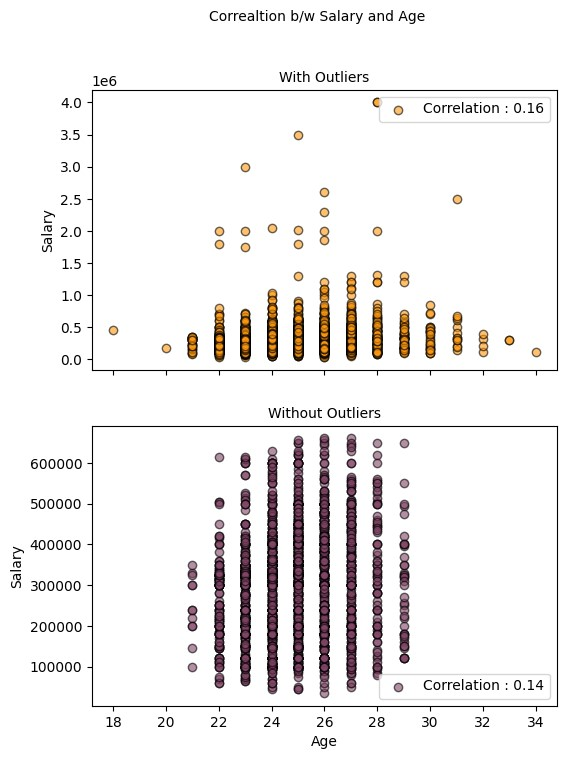 Correaltion b/w Salary and Age
With Outliers
1e6
4.0
3.5
3.0
2.5
2.0
1.5
1.0
0.5
0.0
Salary
Correlation : 0.16
Without Outliers
600000
500000
400000
300000
200000
100000
Salary
Correlation : 0.14
18 20 22 24 26 28 30 32 34
Age